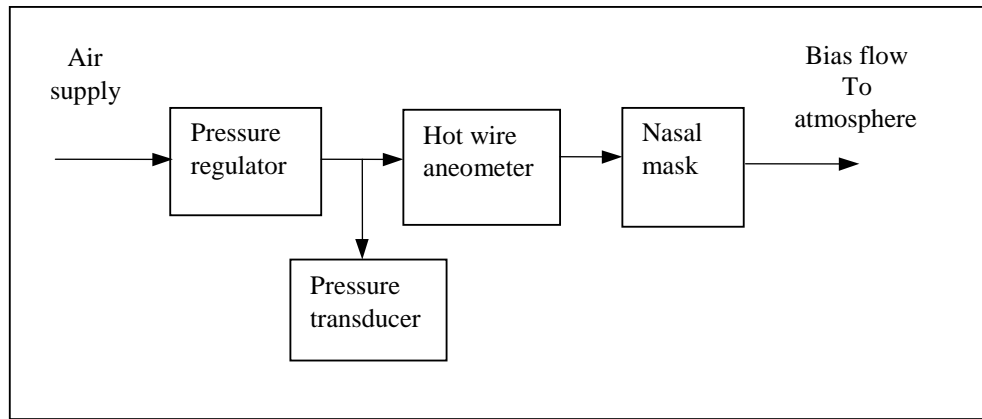 Air
supply
Pressure
regulator
Hot wire
aneometer
Nasal
mask
Bias flow
To
atmosphere
Pressure
transducer